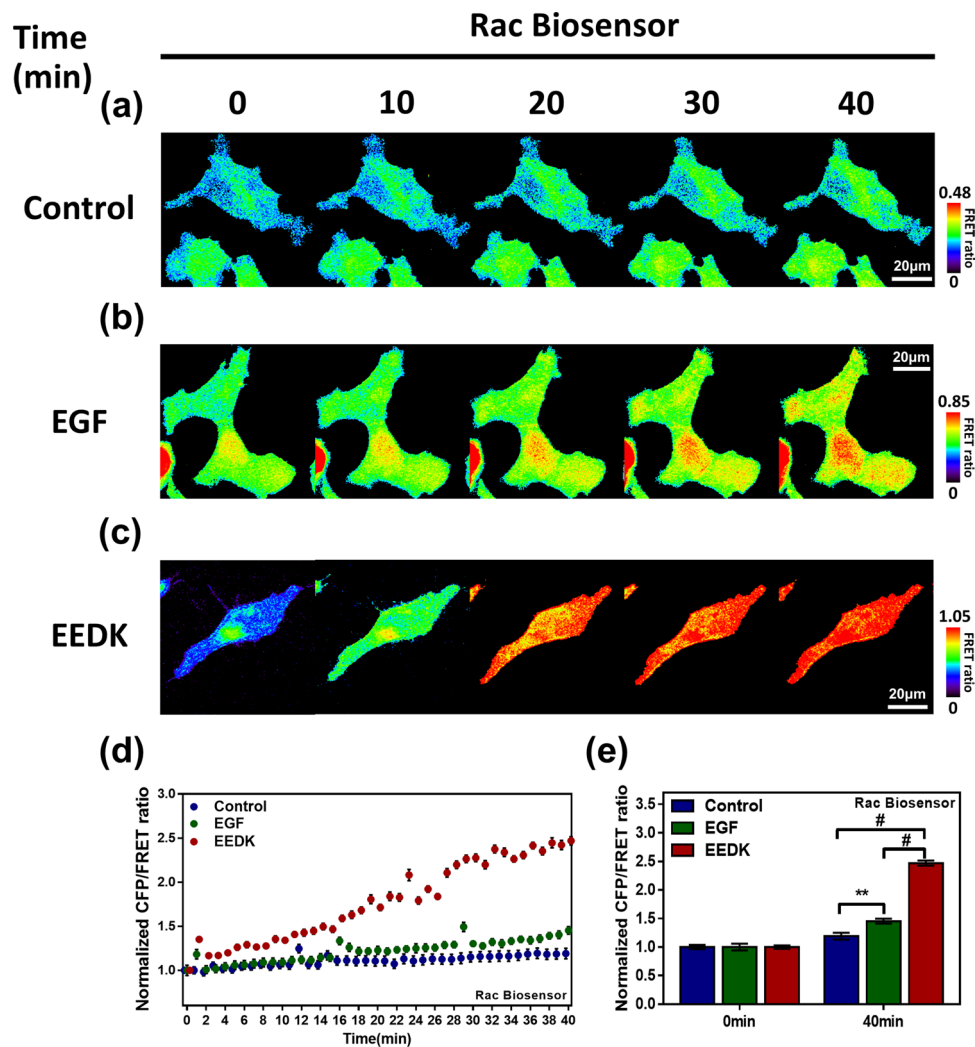 Rac Biosensor
Time
(min)
(a)
0 10 20 30 40
Control
0.48
FRET ratio
0
20μm
(b)
EGF
20μm
0.85
FRET ratio
0
(c)
EEDK
1.05
FRET ratio
0
20μm
(d)
Normalized CFP/FRET ratio
3.0
2.5
2.0
1.5
1.0
Control
EGF
EEDK
Rac Biosensor
0 2 4 6 8 10 12 14 16 18 20 22 24 26 28 30 32 34 36 38 40
Time(min)
(e)
Normalized CFP/FRET ratio
3.5
3.0
2.5
2.0
1.5
1.0
0.5
0.0
Control
EGF
EEDK
Rac Biosensor
#
#
**
0min 40min